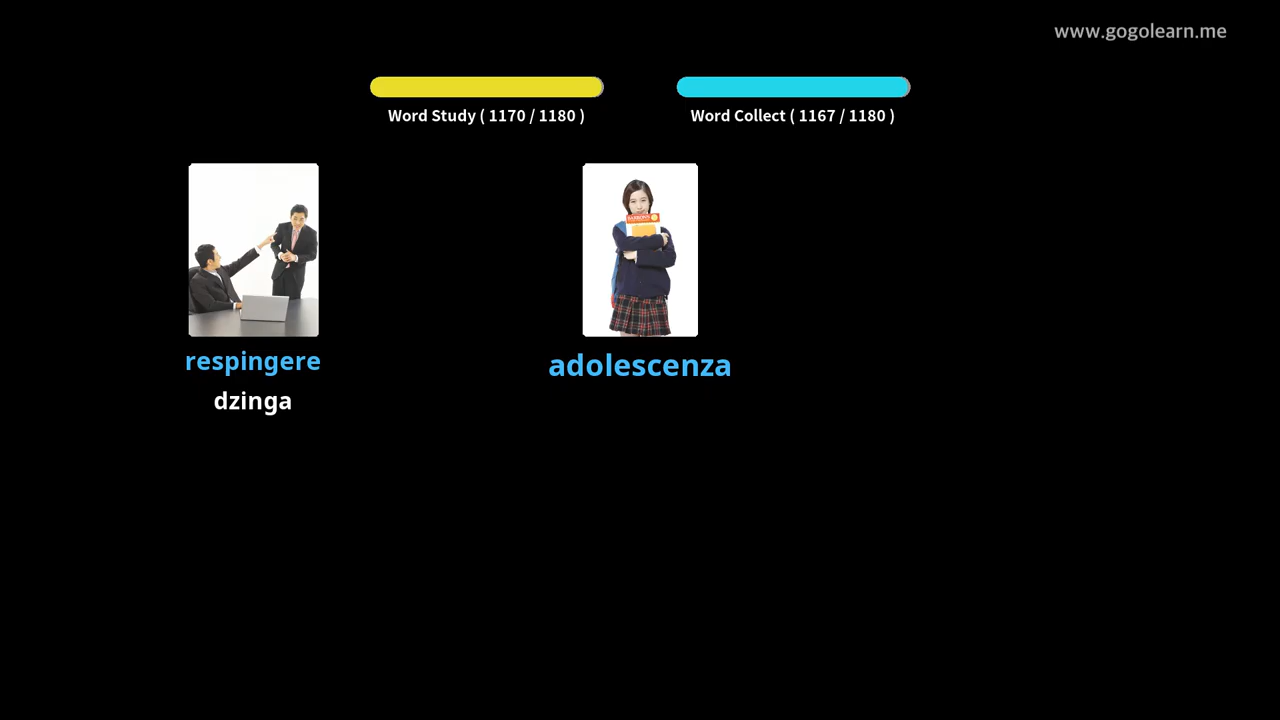 www.gogolearn.me
Word Study ( 1170 / 1180 )
Word Collect ( 1167 / 1180 )
respingere
dzinga
adolescenza